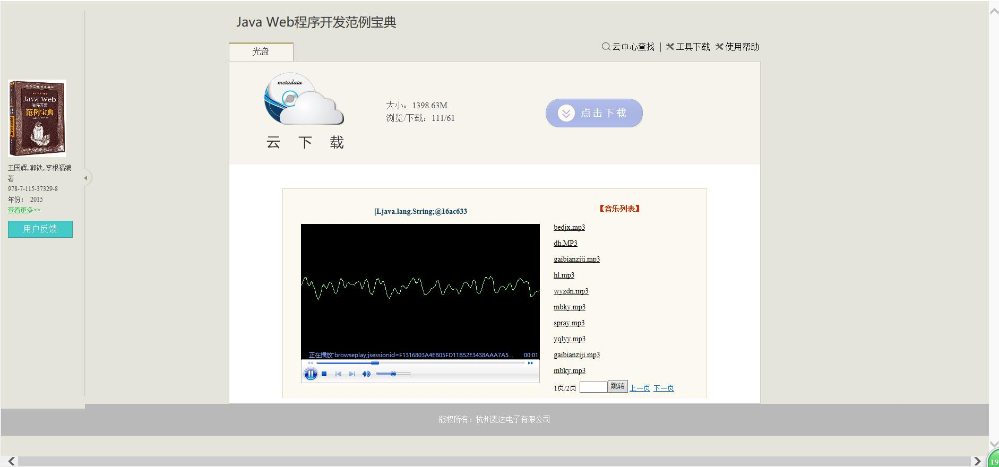 Java Web程序开发范例宝典
光盘
云中心查找 | 工具下载 使用帮助
metadata
云 下 载
大小：1398.63M
浏览/下载：111/61
点击下载
Java Web
程序开发
范例宝典
王国辉, 郭铁, 李根福编
著
978-7-115-37329-8
年份： 2015
查看更多>>
用户反馈
[Ljava.lang.String;@16ac633
正在播放"browseplay;jsessionid=F1316803A4EB05FD11B52E3438AAA7A5... 00:01
【音乐列表】
bedjx.mp3
dh.MP3
gaibianziji.mp3
hl.mp3
wyzdn.mp3
mbky.mp3
spray.mp3
yqlyy.mp3
gaibianziji.mp3
mbky.mp3
1页/2页 跳转 上一页 下一页
版权所有：杭州麦达电子有限公司
19